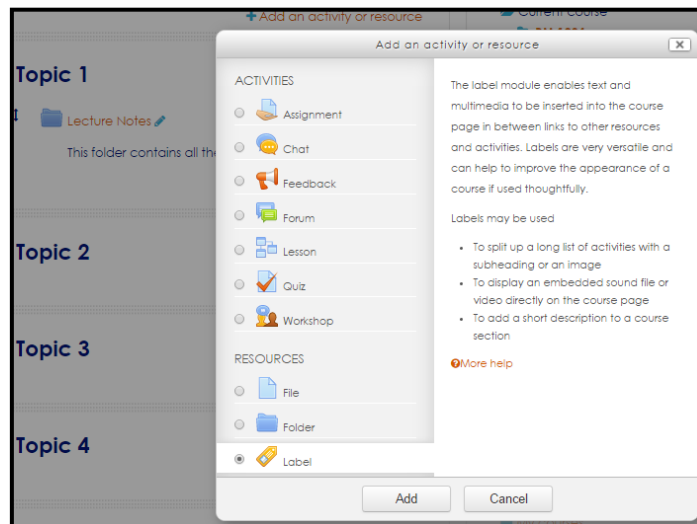 Add an activity or resource
Current course
Add an activity or resource
Topic 1
Lecture Notes
This folder contains all the
Topic 2
Topic 3
Topic 4
ACTIVITIES
Assignment
Chat
Feedback
Forum
Lesson
Quiz
Workshop
RESOURCES
File
Folder
Label
The label module enables text and
multimedia to be inserted into the course
page in between links to other resources
and activities. Labels are very versatile and
can help to improve the appearance of a
course if used thoughtfully.
Labels may be used
• To split up a long list of activities with a
subheading or an image
• To display an embedded sound file or
video directly on the course page
• To add a short description to a course
section
More help
Add
Cancel